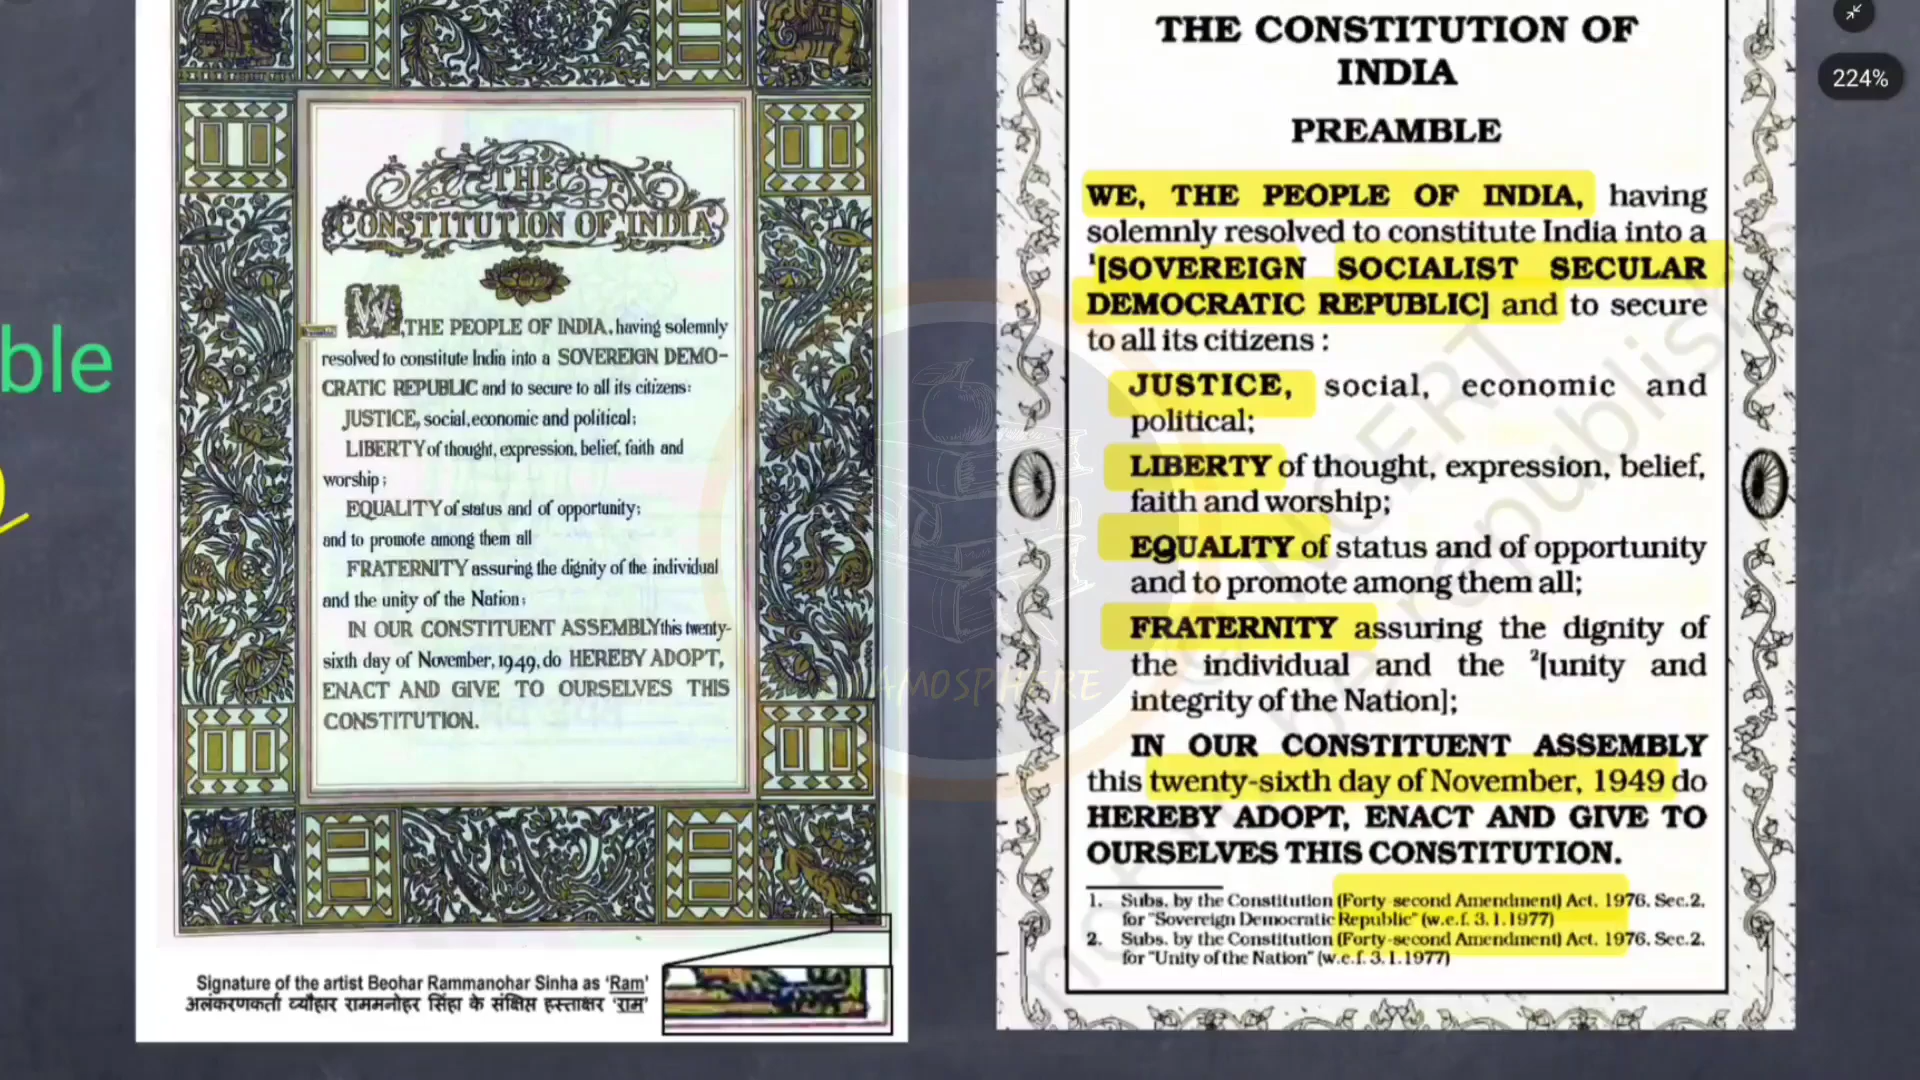 ble
THE
CONSTITUTION OF INDIA
WE, THE PEOPLE OF INDIA, having solemnly
resolved to constitute India into a SOVEREIGN DEMO-
CRATIC REPUBLIC and to secure to all its citizens:
JUSTICE, social, economic and political;
LIBERTY of thought, expression, belief, faith and
worship;
EQUALITY of status and of opportunity;
and to promote among them all
FRATERNITY assuring the dignity of the individual
and the unity of the Nation;
IN OUR CONSTITUENT ASSEMBLY this twenty-
sixth day of November, 1949, do HEREBY ADOPT,
ENACT AND GIVE TO OURSELVES THIS
CONSTITUTION.
Signature of the artist Beohar Rammanohar Sinha as 'Ram'
अलंकरणकर्ता ब्यौहार राममनोहर सिंहा के संक्षिप्त हस्ताक्षर 'राम'
AMOSPHERE
THE CONSTITUTION OF
INDIA
PREAMBLE
WE, THE PEOPLE OF INDIA, having
solemnly resolved to constitute India into a
¹[SOVEREIGN SOCIALIST SECULAR
DEMOCRATIC REPUBLIC] and to secure
to all its citizens :
JUSTICE, social, economic and
political;
LIBERTY of thought, expression, belief,
faith and worship;
EQUALITY of status and of opportunity
and to promote among them all;
FRATERNITY assuring the dignity of
the individual and the ²[unity and
integrity of the Nation];
IN OUR CONSTITUENT ASSEMBLY
this twenty-sixth day of November, 1949 do
HEREBY ADOPT, ENACT AND GIVE TO
OURSELVES THIS CONSTITUTION.
1. Subs. by the Constitution (Forty-second Amendment) Act, 1976, Sec.2,
for "Sovereign Democratic Republic" (w.e.f. 3.1.1977)
2. Subs. by the Constitution (Forty-second Amendment) Act, 1976, Sec.2,
for "Unity of the Nation" (w.e.f. 3.1.1977)
224%